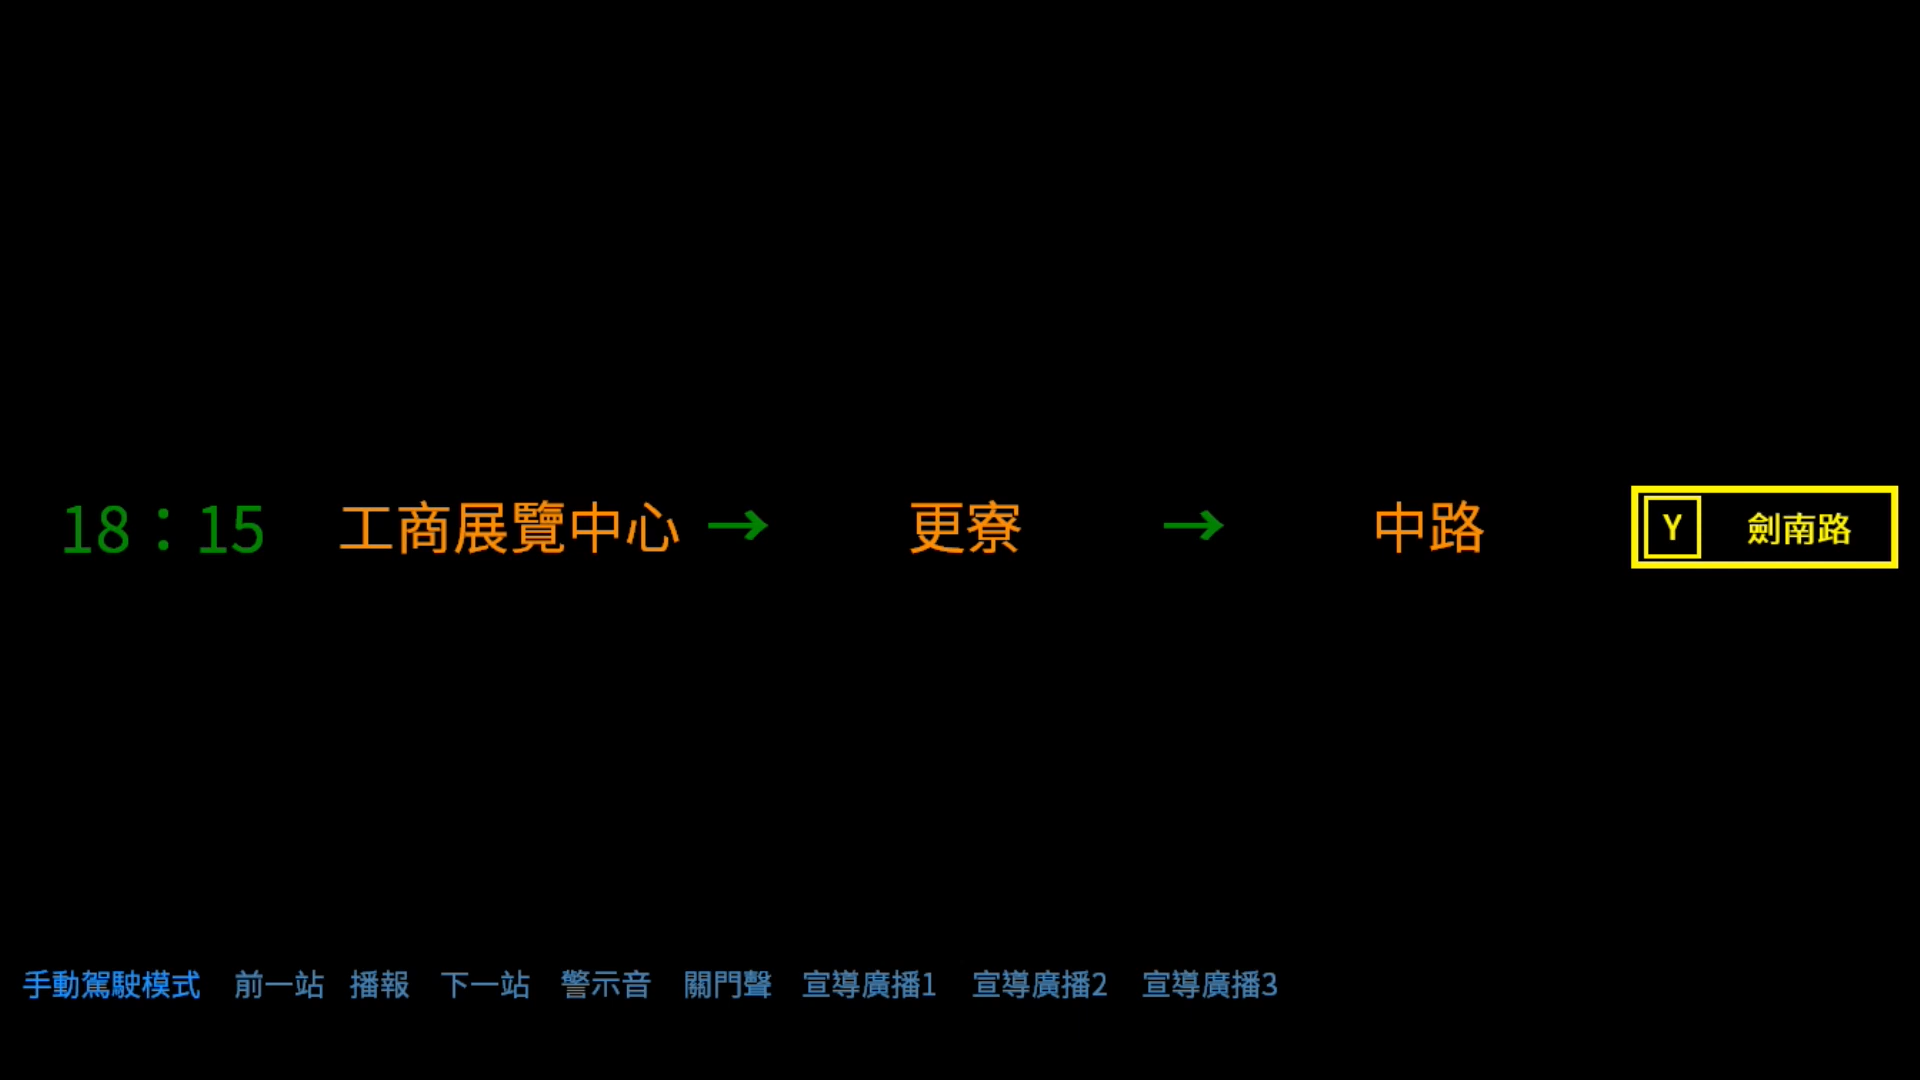 18：15 工商展覽中心 → 更寮 → 中路 Y 劍南路
手動駕駛模式 前一站 播報 下一站 警示音 關門聲 宣導廣播1 宣導廣播2 宣導廣播3